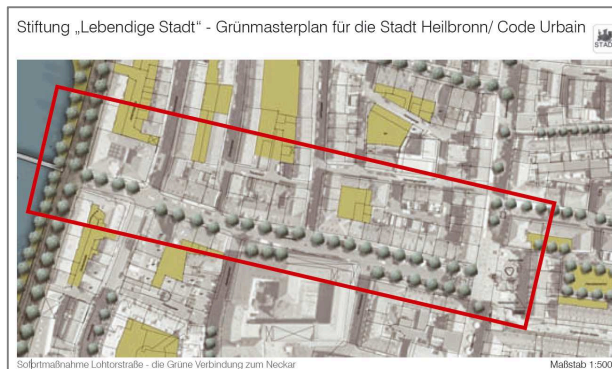 Stiftung „Lebendige Stadt“ - Grünmasterplan für die Stadt Heilbronn/ Code Urbain
STADT
Sofortmaßnahme Lohtorstraße - die Grüne Verbindung zum Neckar
Maßstab 1:500